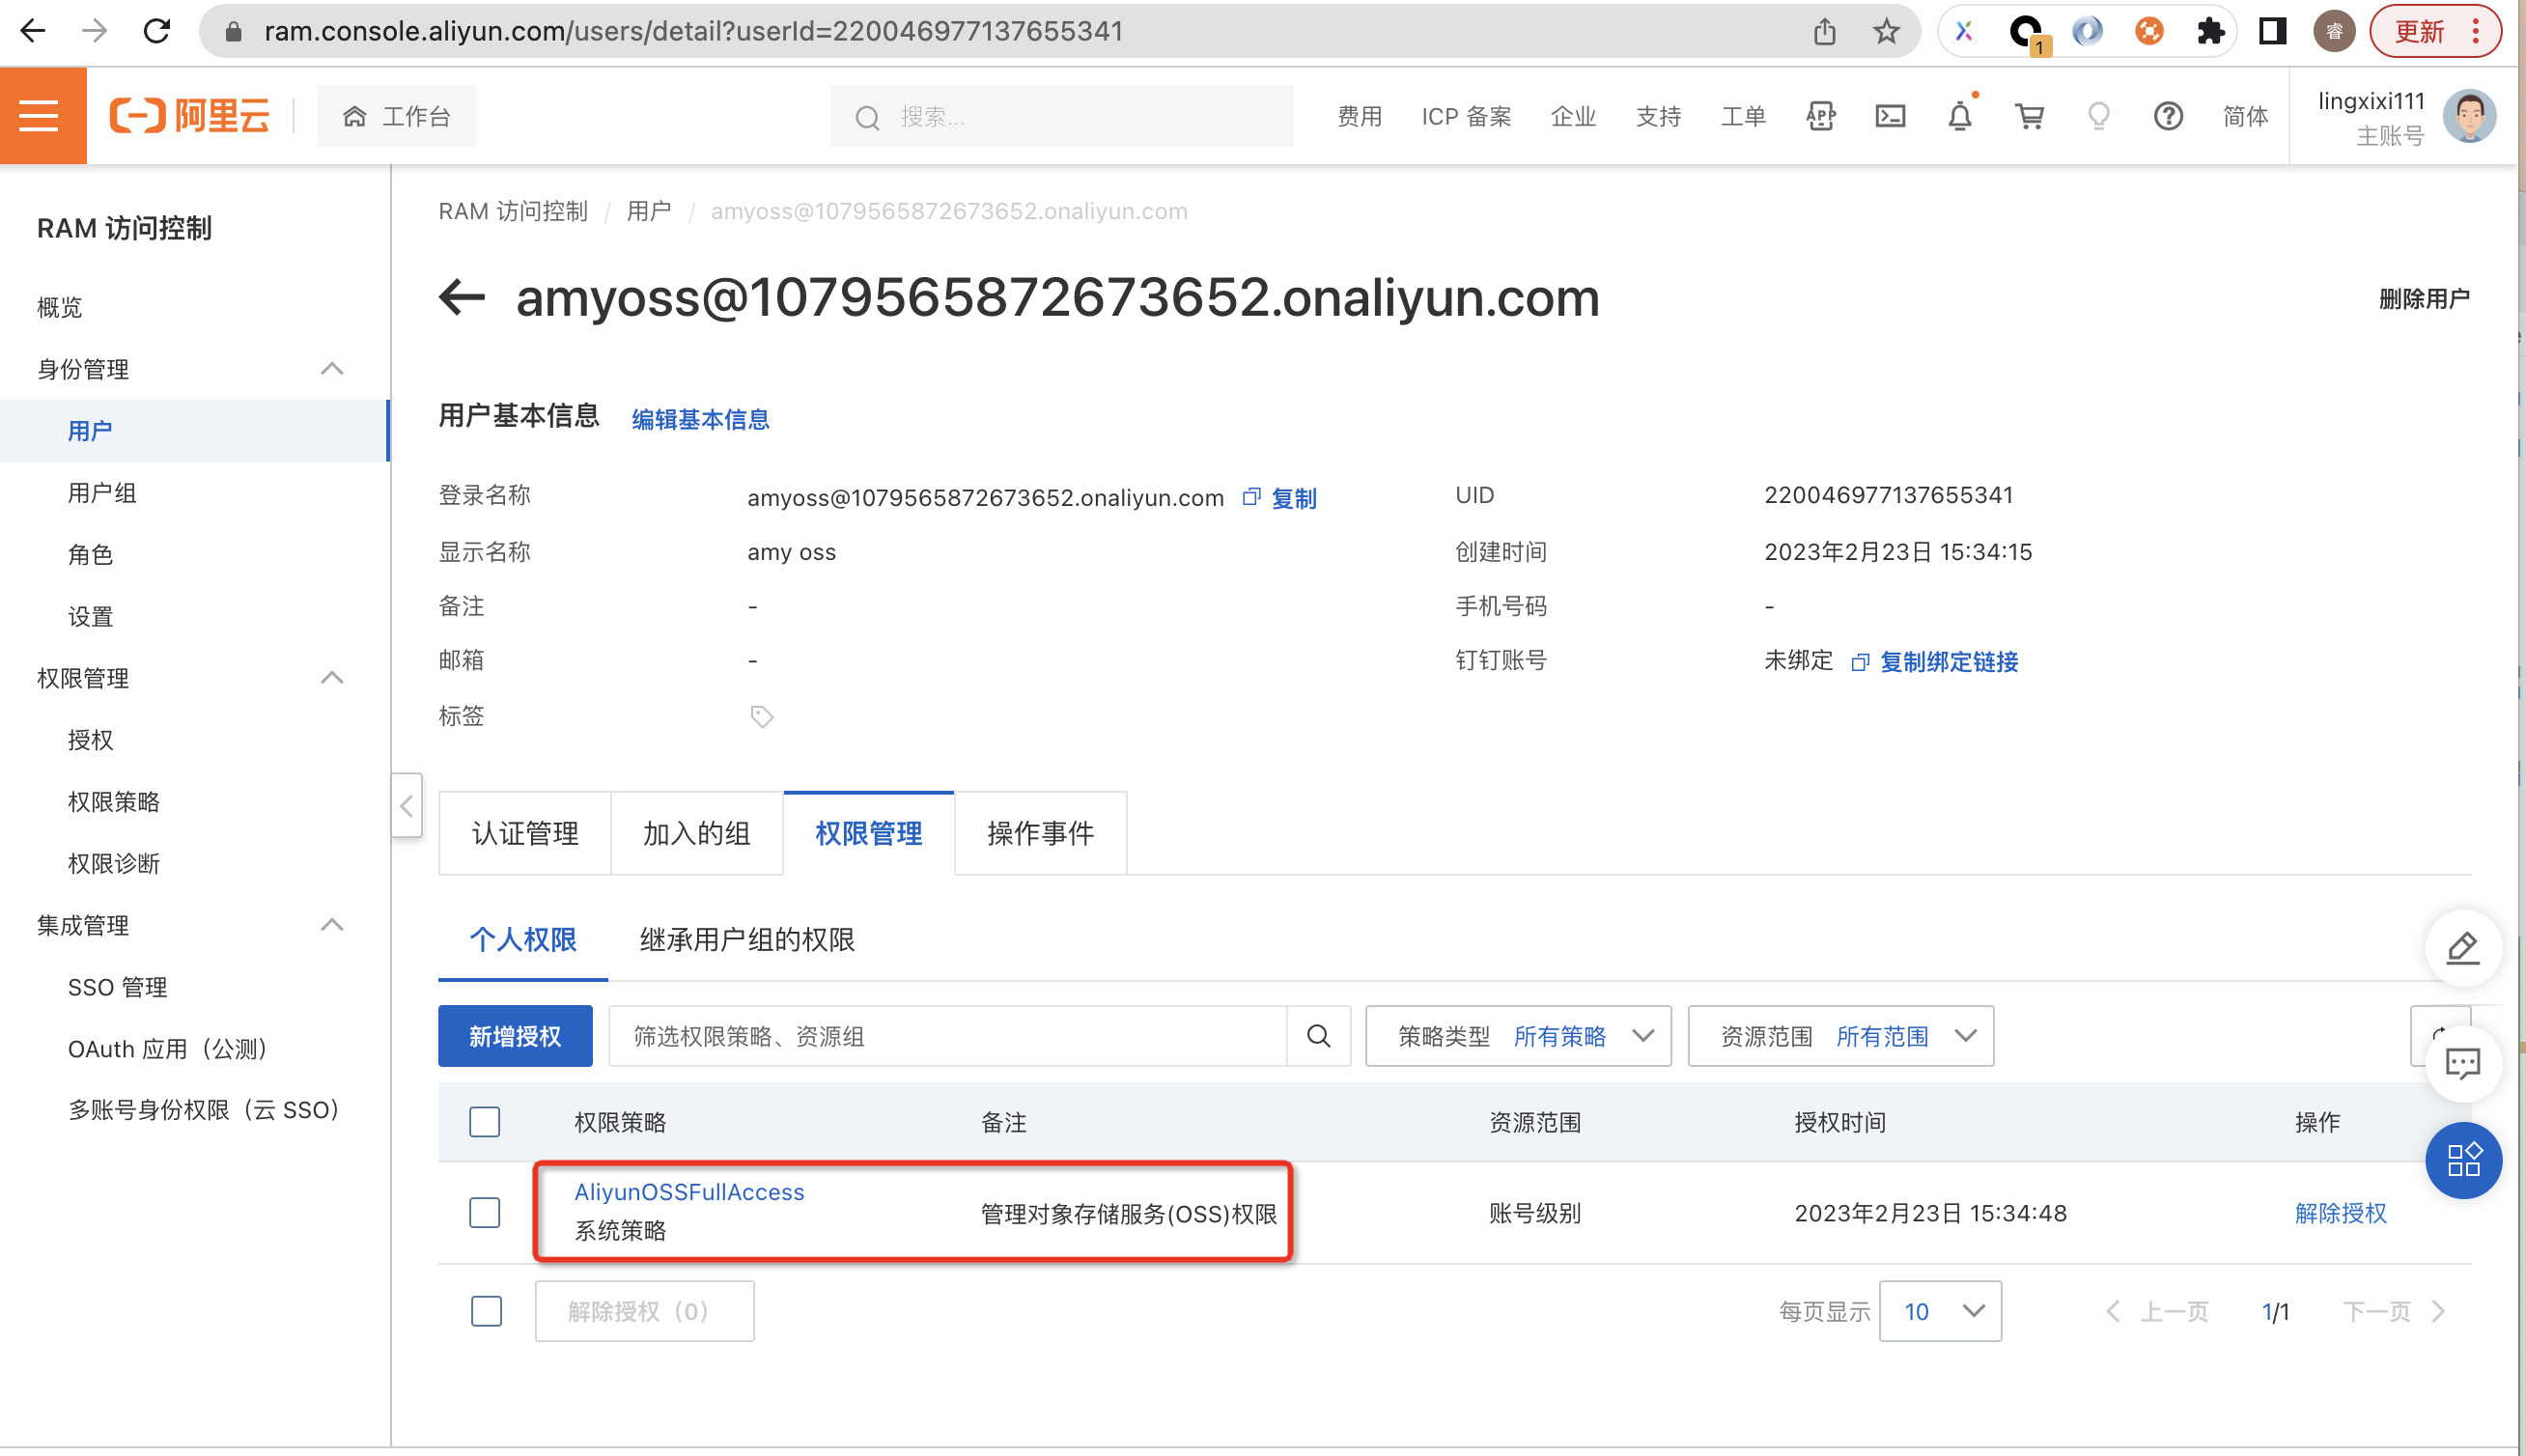 ram.console.aliyun.com/users/detail?userId=220046977137655341
1
睿
更新
阿里云
工作台
搜索...
费用
ICP 备案
企业
支持
工单
APP
简体
lingxixi111
主账号
RAM 访问控制
概览
身份管理
用户
用户组
角色
设置
权限管理
授权
权限策略
权限诊断
集成管理
SSO 管理
OAuth 应用（公测）
多账号身份权限（云 SSO）
RAM 访问控制 / 用户 / amyoss@1079565872673652.onaliyun.com
amyoss@1079565872673652.onaliyun.com
删除用户
用户基本信息 编辑基本信息
登录名称 amyoss@1079565872673652.onaliyun.com 复制 UID 220046977137655341
显示名称 amy oss 创建时间 2023年2月23日 15:34:15
备注 - 手机号码 -
邮箱 - 钉钉账号 未绑定 复制绑定链接
标签
认证管理 加入的组 权限管理 操作事件
个人权限 继承用户组的权限
新增授权 筛选权限策略、资源组 策略类型 所有策略 资源范围 所有范围
权限策略 备注 资源范围 授权时间 操作
AliyunOSSFullAccess
系统策略 管理对象存储服务(OSS)权限 账号级别 2023年2月23日 15:34:48 解除授权
解除授权（0） 每页显示 10 上一页 1/1 下一页